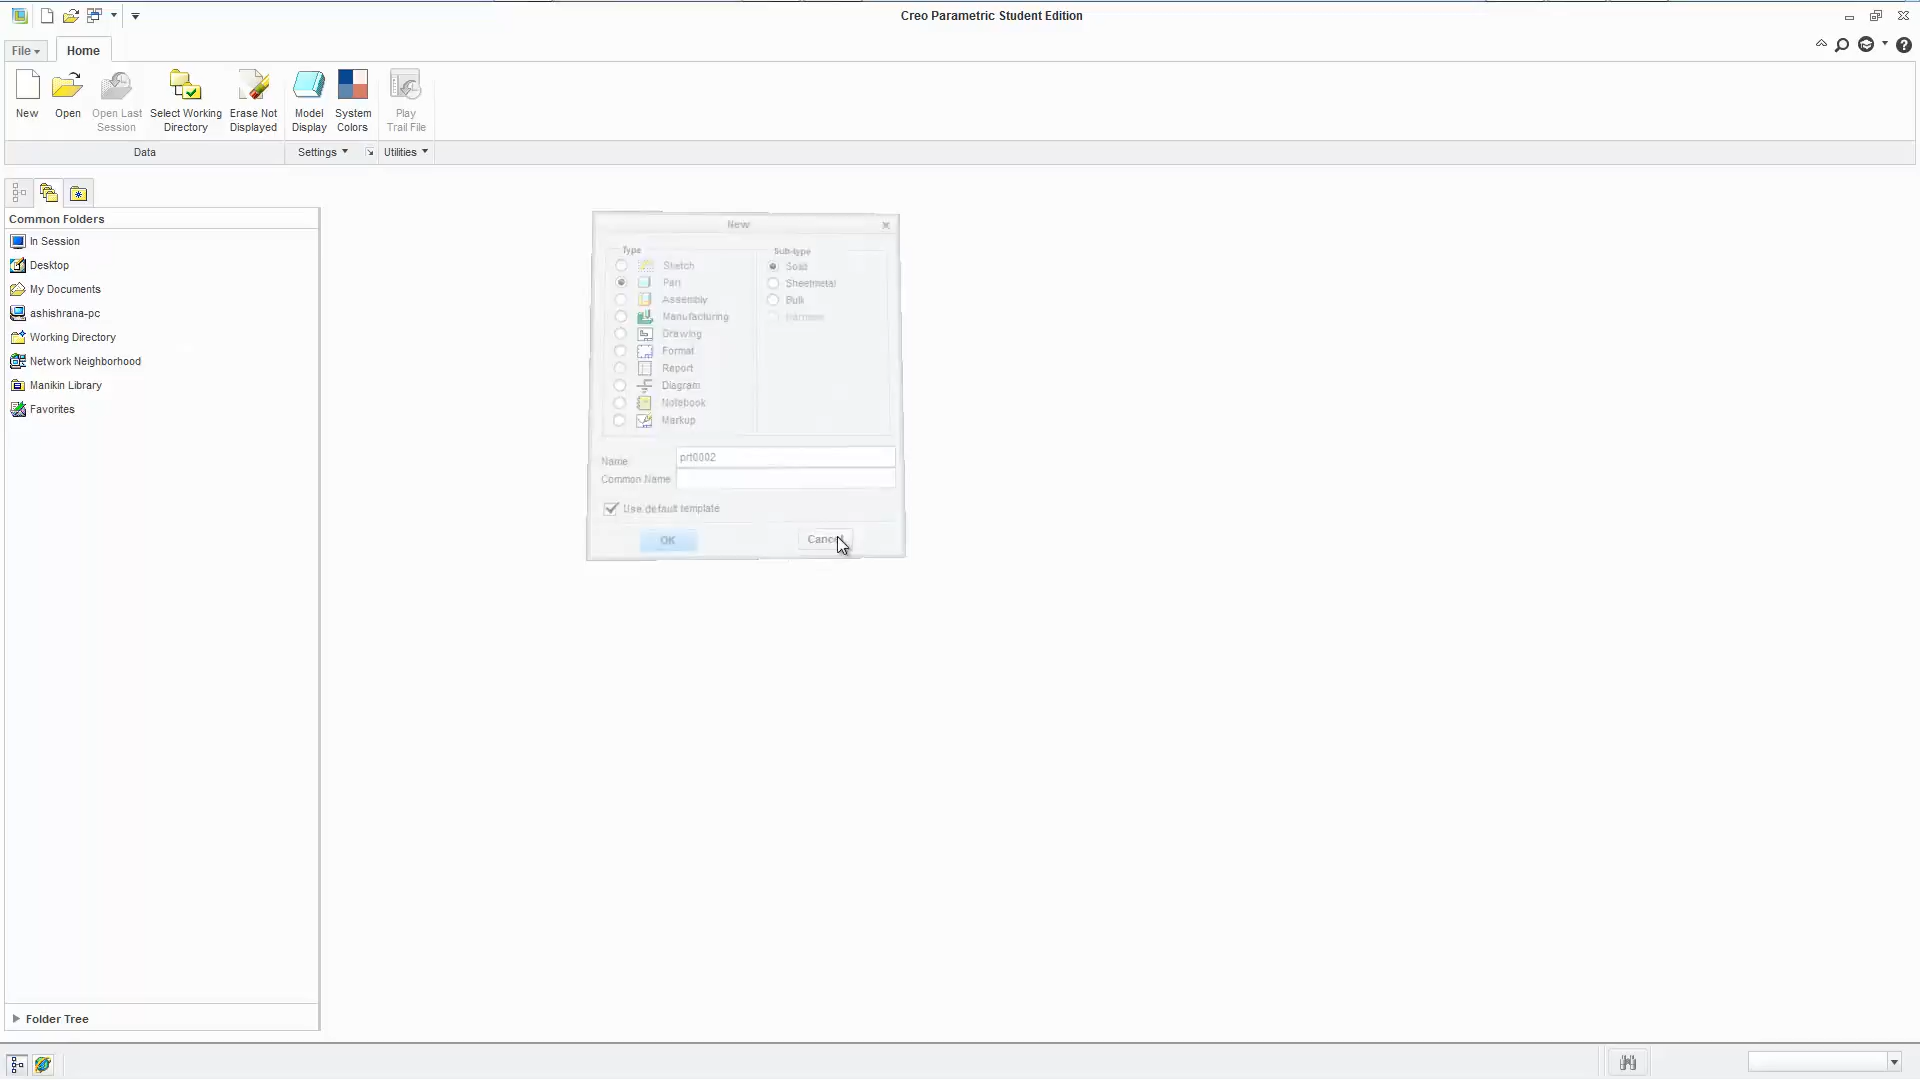 Creo Parametric Student Edition
File
Home
New
Open
Open Last Session
Select Working Directory
Erase Not Displayed
Model Display
System Colors
Play Trail File
Data
Settings
Utilities
Common Folders
In Session
Desktop
My Documents
ashishrana-pc
Working Directory
Network Neighborhood
Manikin Library
Favorites
Folder Tree
New
Type
Sketch
Part
Assembly
Manufacturing
Drawing
Format
Report
Diagram
Notebook
Markup
Sub-type
Solid
Sheetmetal
Bulk
Harness
Name
prt0002
Common Name
Use default template
OK
Cancel